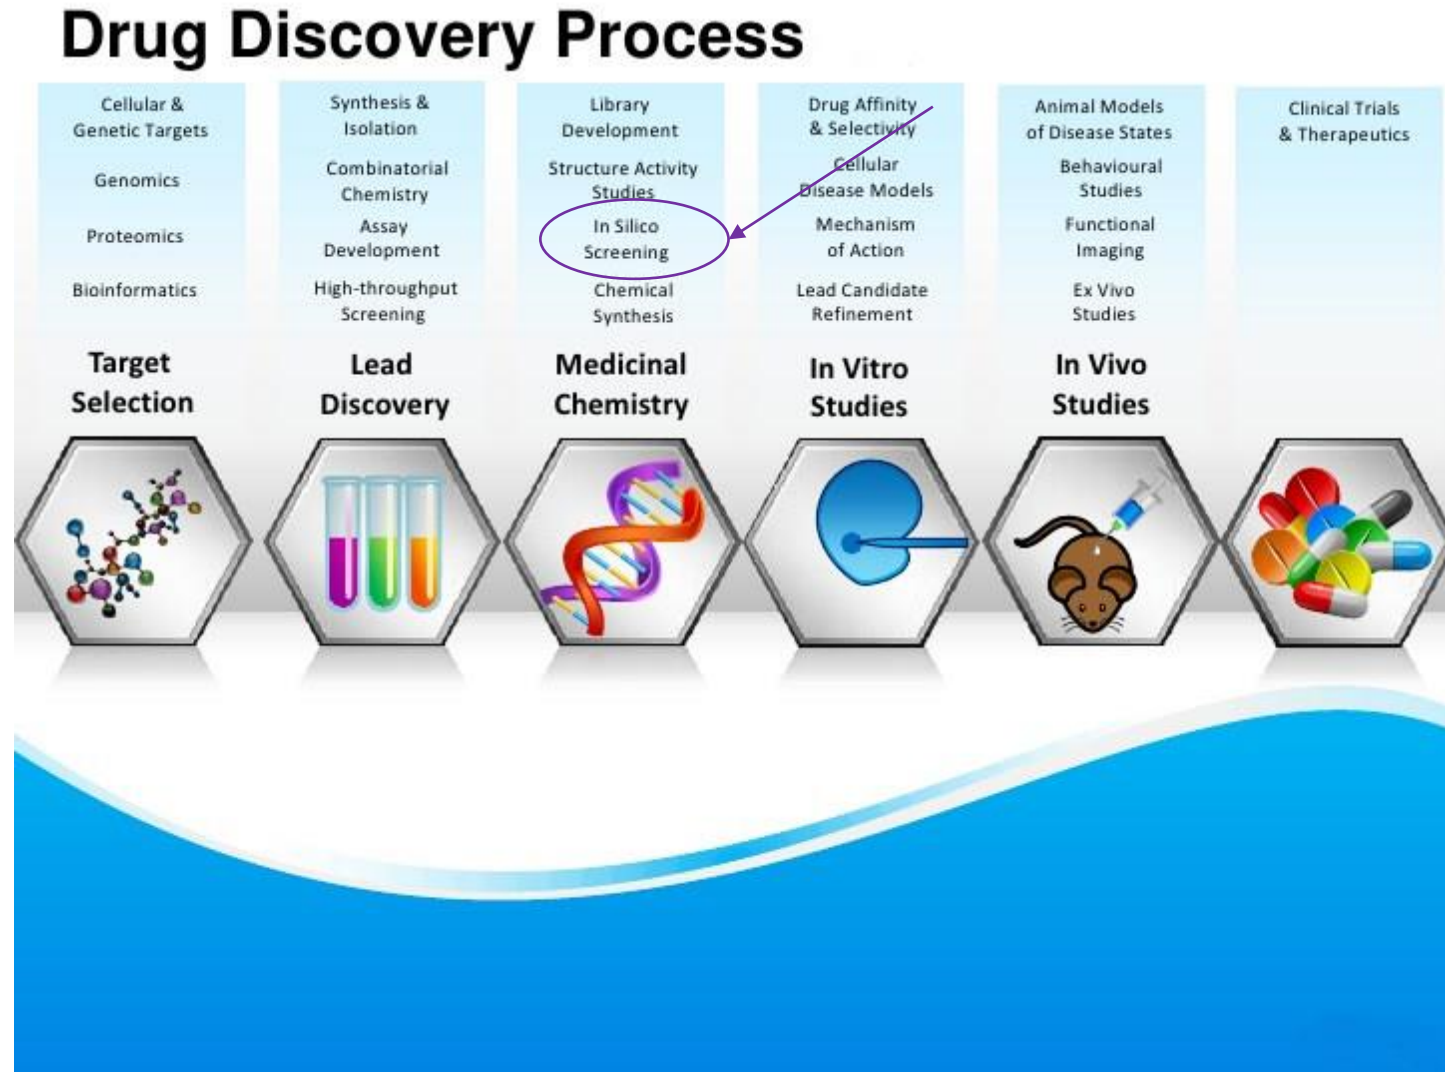 Drug Discovery Process
Cellular &
Genetic Targets
Genomics
Proteomics
Bioinformatics
Target
Selection
Synthesis &
Isolation
Combinatorial
Chemistry
Assay
Development
High-throughput
Screening
Lead
Discovery
Library
Development
Structure Activity
Studies
In Silico
Screening
Chemical
Synthesis
Medicinal
Chemistry
Drug Affinity
& Selectivity
Cellular
Disease Models
Mechanism
of Action
Lead Candidate
Refinement
In Vitro
Studies
Animal Models
of Disease States
Behavioural
Studies
Functional
Imaging
Ex Vivo
Studies
In Vivo
Studies
Clinical Trials
& Therapeutics